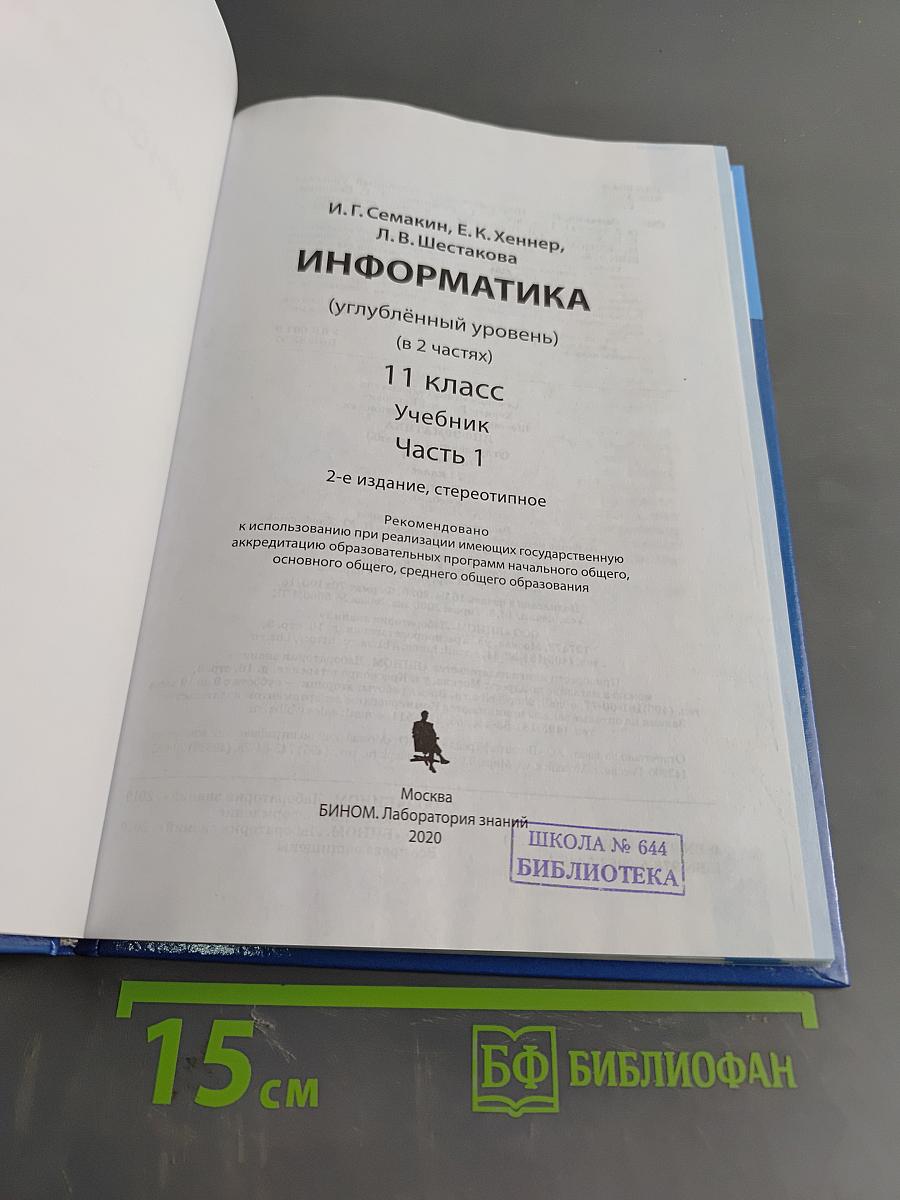 И. Г. Семакин, Е. К. Хеннер,
Л. В. Шестакова
ИНФОРМАТИКА
(углублённый уровень)
(в 2 частях)
11 класс
Учебник
Часть 1
2-е издание, стереотипное
Рекомендовано
к использованию при реализации имеющих государственную
аккредитацию образовательных программ начального общего,
основного общего, среднего общего образования
Москва
БИНОМ. Лаборатория знаний
2020
ШКОЛА № 644
БИБЛИОТЕКА
15 см
БФ БИБЛИОФАН